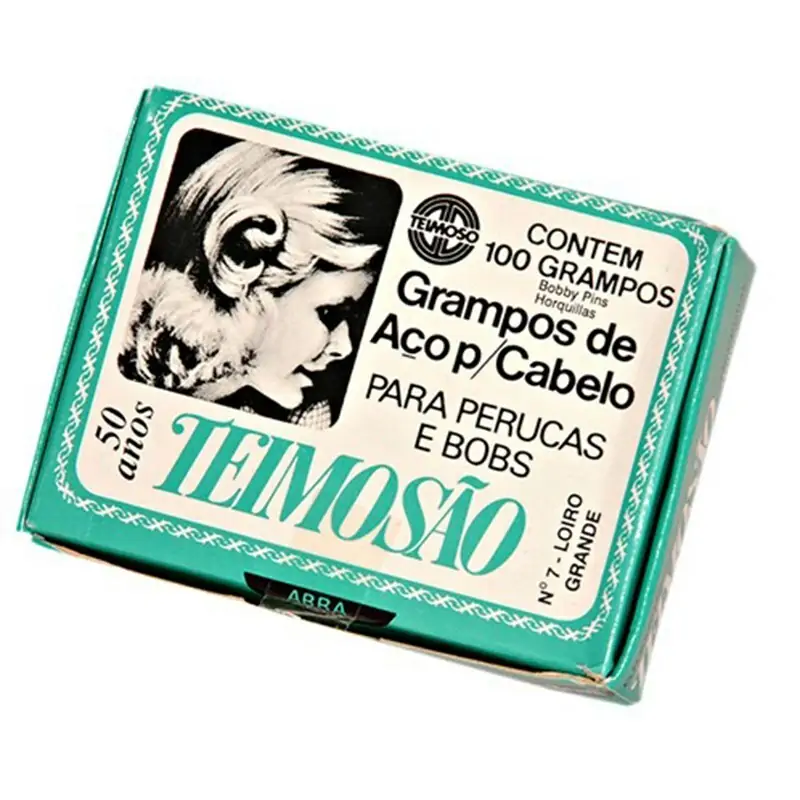 TEIMOSO
CONTEM
100 GRAMPOS
Bobby Pins
Horquillas
Grampos de
Aço p/Cabelo
PARA PERUCAS
E BOBS
50
anos
TEIMOSÃO
Nº 7 - LOIRO
GRANDE
ABRA